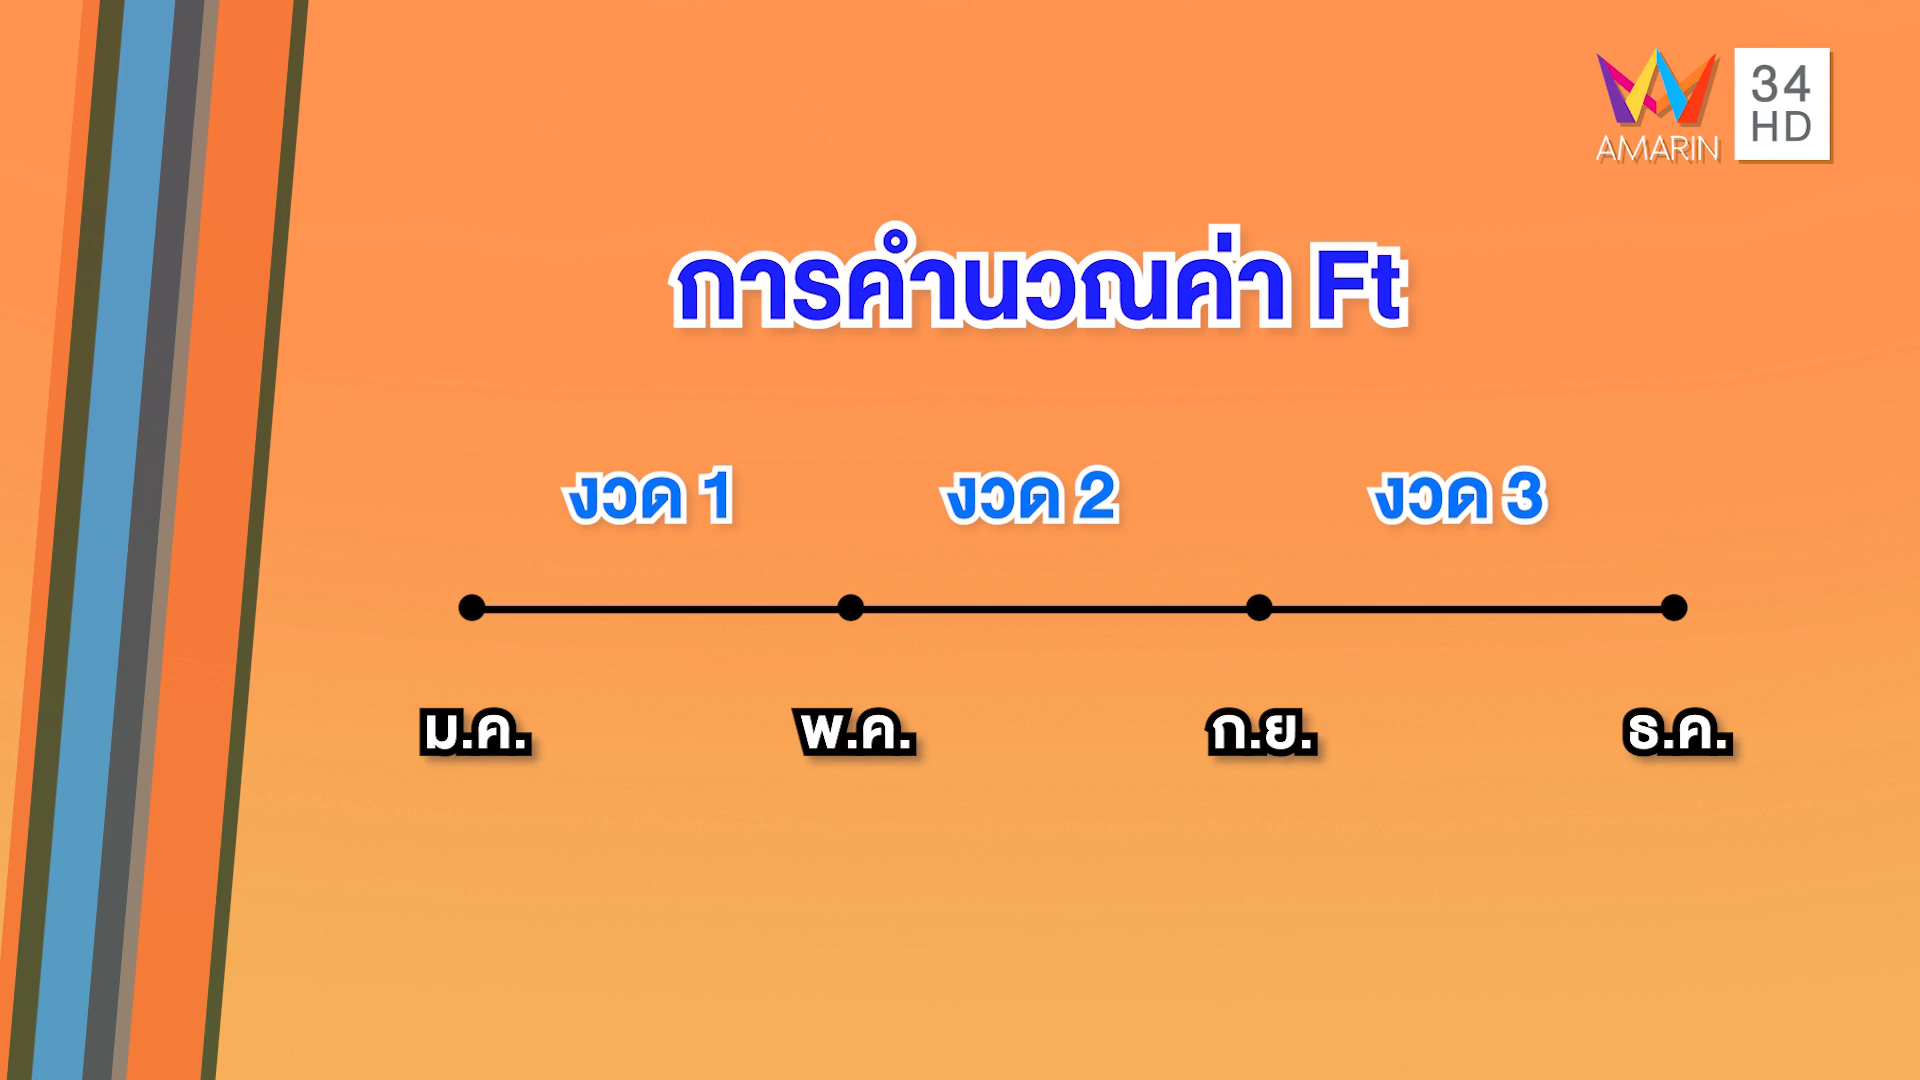 AMARIN
34
HD
การคำนวณค่า Ft
งวด 1 งวด 2 งวด 3
ม.ค. พ.ค. ก.ย. ธ.ค.